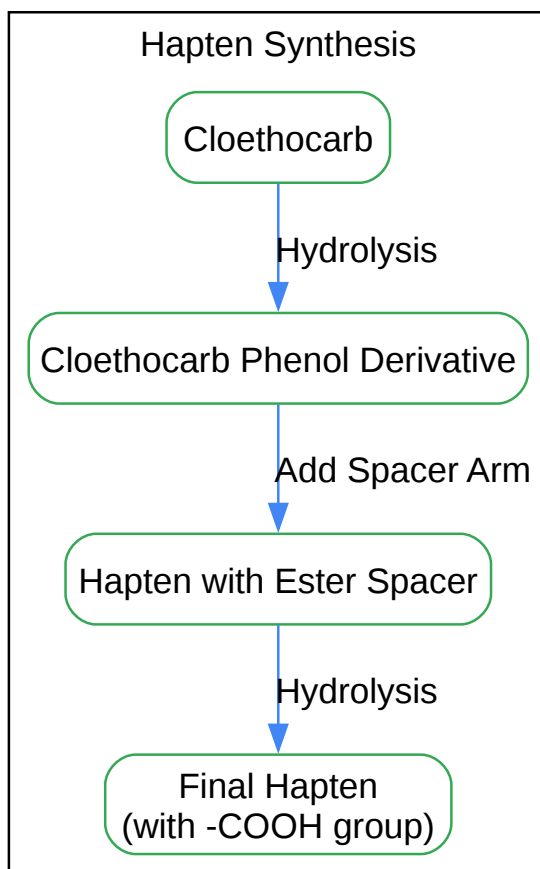 Hapten Synthesis
Cloethocarb
Hydrolysis
Cloethocarb Phenol Derivative
Add Spacer Arm
Hapten with Ester Spacer
Hydrolysis
Final Hapten
(with -COOH group)